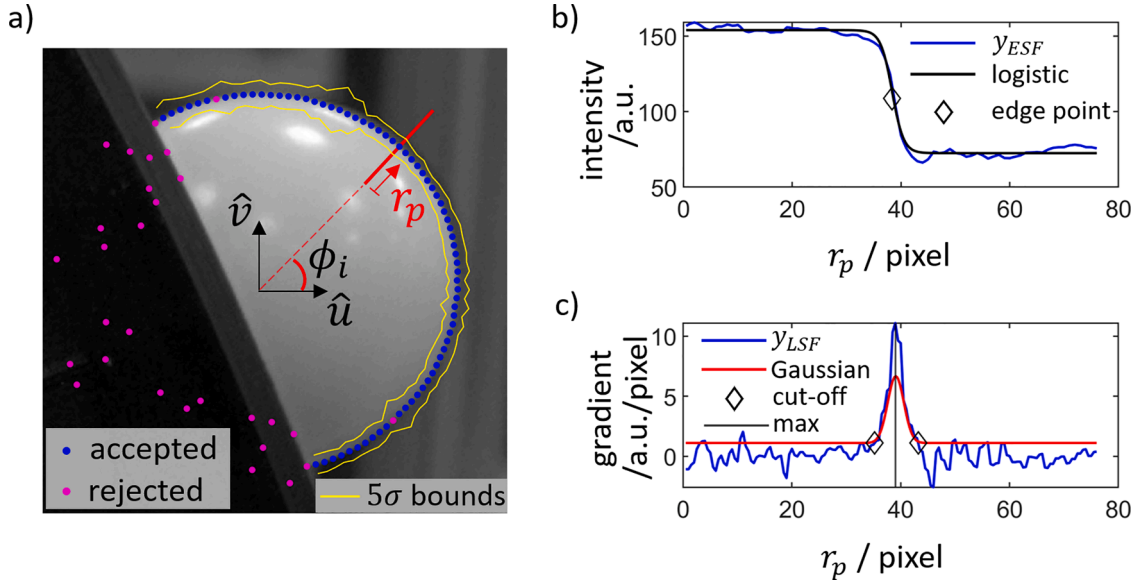 a)
v̂
r_p
ϕ_i
û
accepted
rejected
5σ bounds
b)
intensity
/a.u.
150
100
50
y_ESF
logistic
edge point
0 20 40 60 80
r_p / pixel
c)
gradient
/a.u./pixel
10
5
0
y_LSF
Gaussian
cut-off
max
0 20 40 60 80
r_p / pixel